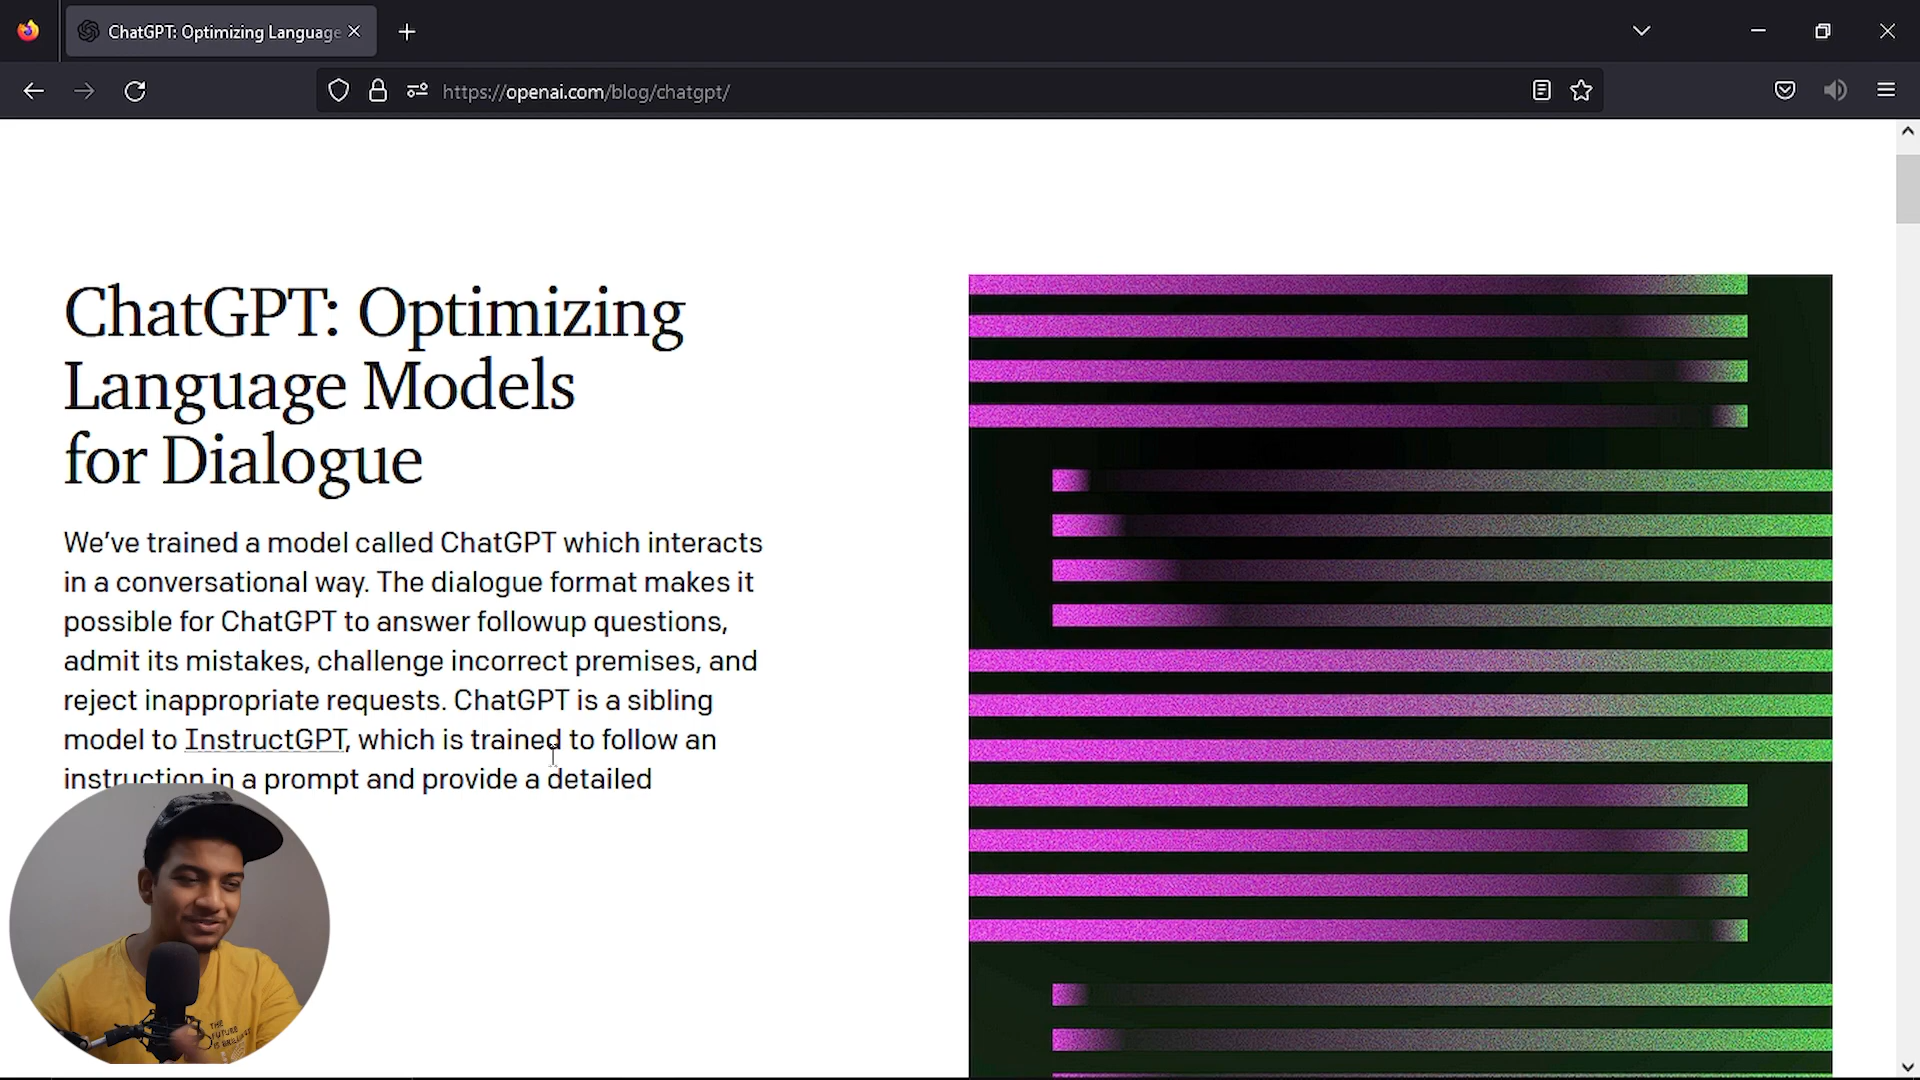 ChatGPT: Optimizing Language
https://openai.com/blog/chatgpt/
ChatGPT: Optimizing
Language Models
for Dialogue
We’ve trained a model called ChatGPT which interacts
in a conversational way. The dialogue format makes it
possible for ChatGPT to answer followup questions,
admit its mistakes, challenge incorrect premises, and
reject inappropriate requests. ChatGPT is a sibling
model to InstructGPT, which is trained to follow an
instruction in a prompt and provide a detailed
THE
FUTURE